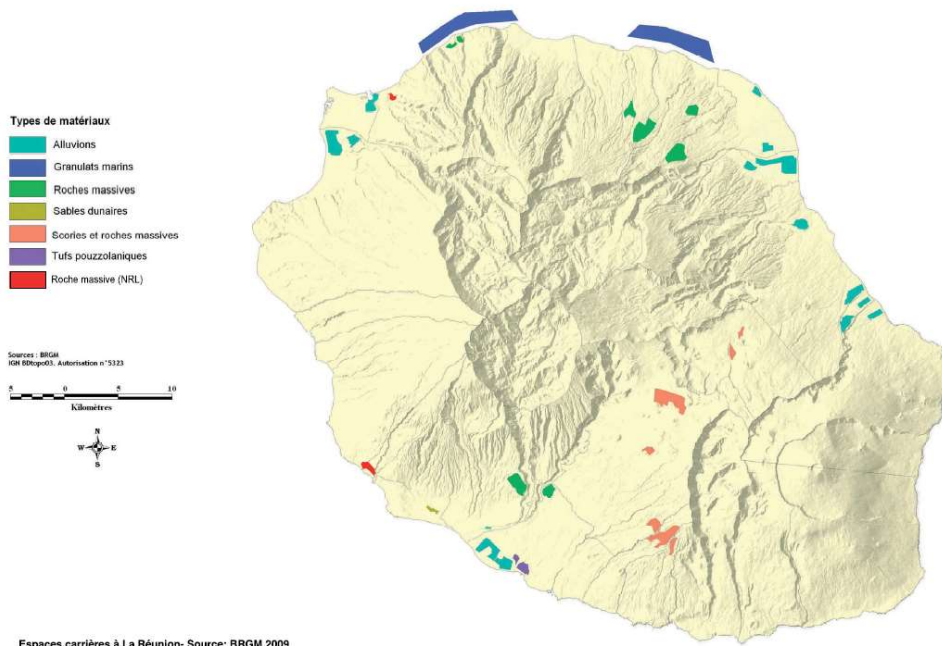 Types de matériaux
Alluvions
Granulats marins
Roches massives
Sables dunaires
Scories et roches massives
Tufs pouzzolaniques
Roche massive (NRL)
Sources : BRGM
IGN BDtopo03. Autorisation n°5323
5 0 5 10
Kilomètres
N
W E
S
Espaces carrières à La Réunion- Source: BRGM 2009